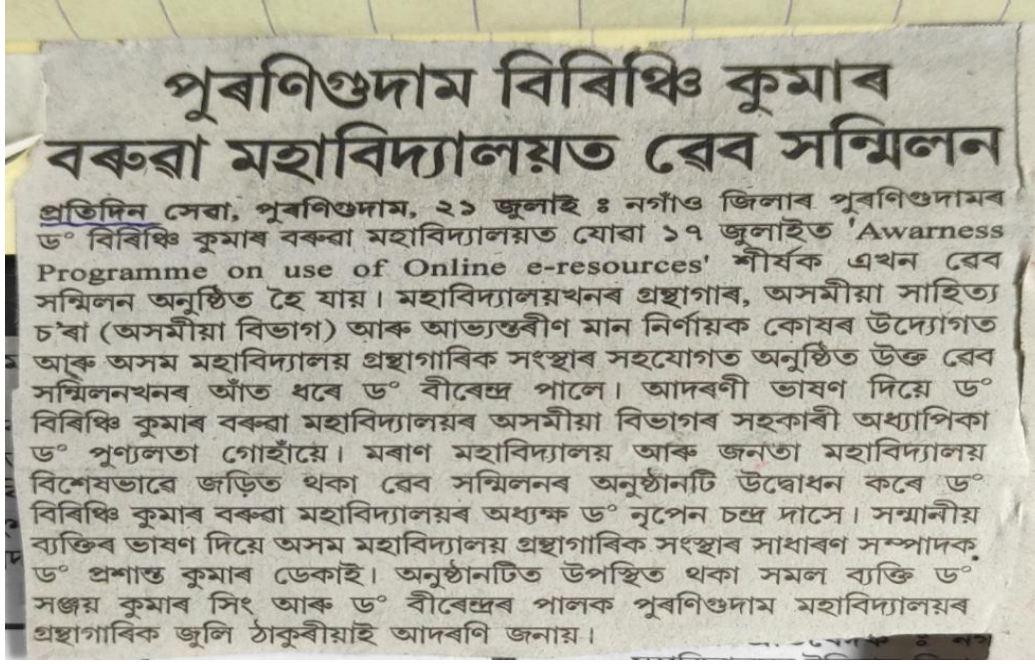 পুৰণিগুদাম বিৰিঞ্চি কুমাৰ
বৰুৱা মহাবিদ্যালয়ত ৱেব সন্মিলন
প্ৰতিদিন সেৱা, পুৰণিগুদাম, ২১ জুলাই ঃ নগাঁও জিলাৰ পুৰণিগুদামৰ
ড° বিৰিঞ্চি কুমাৰ বৰুৱা মহাবিদ্যালয়ত যোৱা ১৭ জুলাইত 'Awarness
Programme on use of Online e-resources' শীৰ্যক এখন ৱেব
সন্মিলন অনুষ্ঠিত হৈ যায়। মহাবিদ্যালয়খনৰ গ্ৰন্থাগাৰ, অসমীয়া সাহিত্য
চ'ৰা (অসমীয়া বিভাগ) আৰু আভ্যন্তৰীণ মান নিৰ্ণায়ক কোষৰ উদ্যোগত
আৰু অসম মহাবিদ্যালয় গ্ৰন্থাগাৰিক সংস্থাৰ সহযোগত অনুষ্ঠিত উক্ত ৱেব
সন্মিলনখনৰ আঁত ধৰে ড° বীৰেন্দ্ৰ পালে। আদৰণী ভাষণ দিয়ে ড°
বিৰিঞ্চি কুমাৰ বৰুৱা মহাবিদ্যালয়ৰ অসমীয়া বিভাগৰ সহকাৰী অধ্যাপিকা
ড° পুণ্যলতা গোহাঁয়ে। মৰাণ মহাবিদ্যালয় আৰু জনতা মহাবিদ্যালয়
বিশেষভাৱে জড়িত থকা ৱেব সন্মিলনৰ অনুষ্ঠানটি উদ্বোধন কৰে ড°
বিৰিঞ্চি কুমাৰ বৰুৱা মহাবিদ্যালয়ৰ অধ্যক্ষ ড° নৃপেন চন্দ্ৰ দাসে। সন্মানীয়
ব্যক্তিৰ ভাষণ দিয়ে অসম মহাবিদ্যালয় গ্ৰন্থাগাৰিক সংস্থাৰ সাধাৰণ সম্পাদক
ড° প্ৰশান্ত কুমাৰ ডেকাই। অনুষ্ঠানটিত উপস্থিত থকা সমল ব্যক্তি ড°
সঞ্জয় কুমাৰ সিং আৰু ড° বীৰেন্দ্ৰৰ পালক পুৰণিগুদাম মহাবিদ্যালয়ৰ
গ্ৰন্থাগাৰিক জুলি ঠাকুৰীয়াই আদৰণি জনায়।